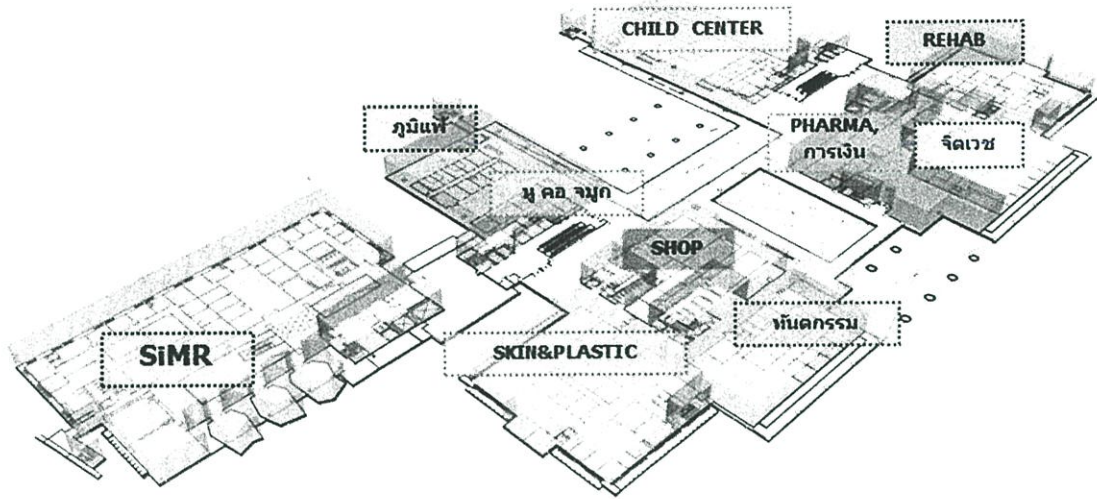 CHILD CENTER
REHAB
ภูมิแพ้
PHARMA,
การเงิน
จิตเวช
หู คอ จมูก
SHOP
ทันตกรรม
SiMR
SKIN&PLASTIC